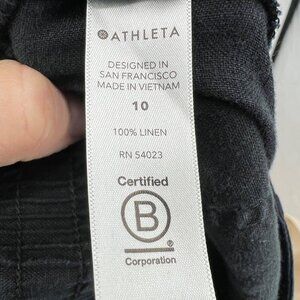 ATHLETA
DESIGNED IN
SAN FRANCISCO
MADE IN VIETNAM
10
100% LINEN
RN 54023
Certified
B
®
Corporation